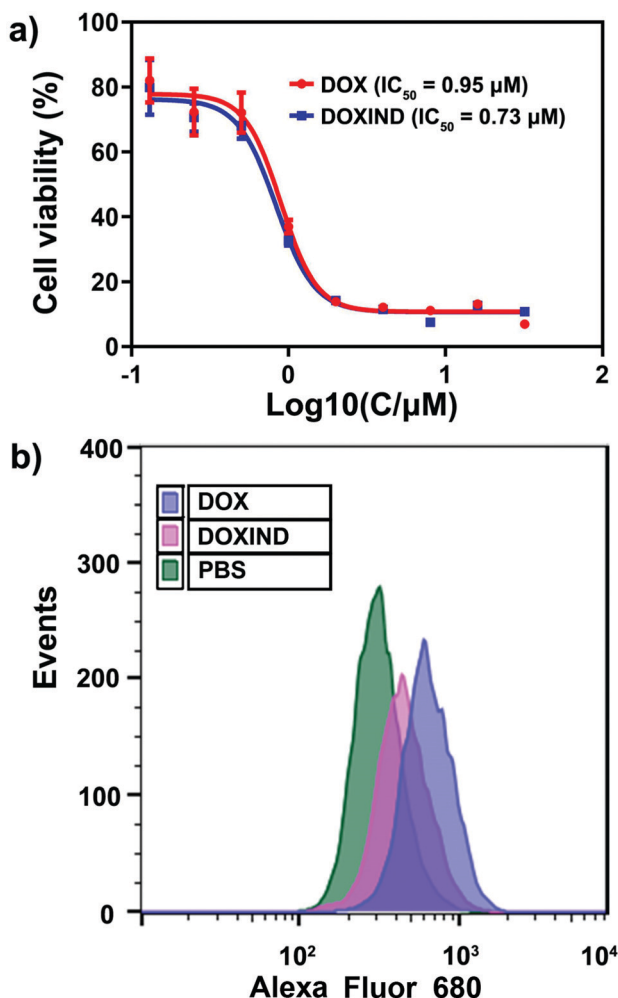 a)
100
80
60
40
20
0
Cell viability (%)
DOX (IC50 = 0.95 µM)
DOXIND (IC50 = 0.73 µM)
-1 0 1 2
Log10(C/µM)
b)
400
300
200
100
0
Events
DOX
DOXIND
PBS
10² 10³ 10⁴
Alexa Fluor 680